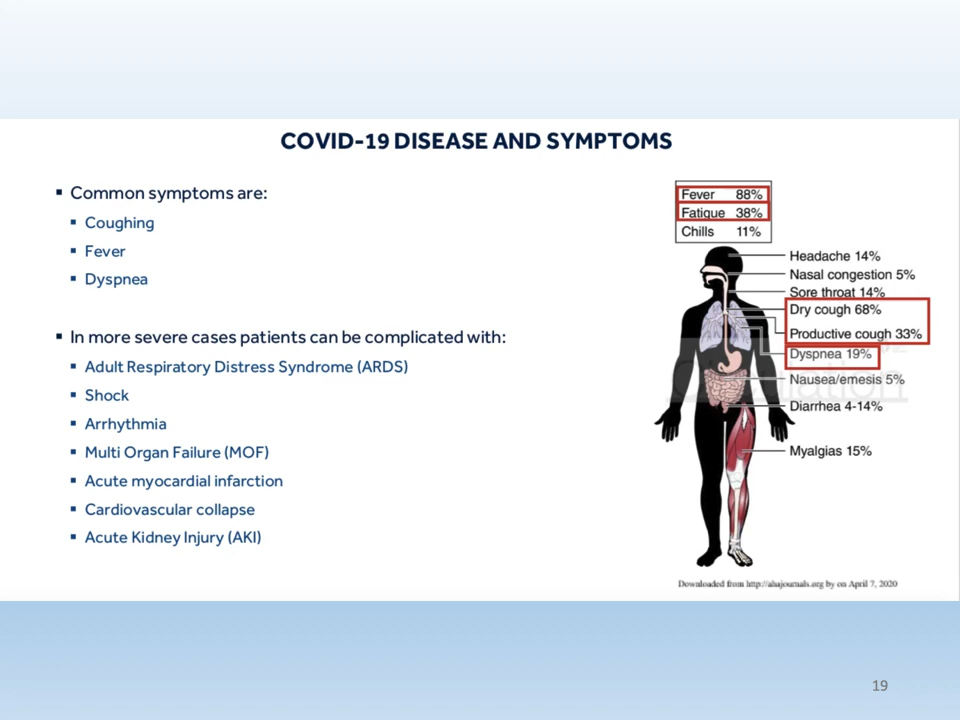 COVID-19 DISEASE AND SYMPTOMS
▪ Common symptoms are:
▪ Coughing
▪ Fever
▪ Dyspnea
▪ In more severe cases patients can be complicated with:
▪ Adult Respiratory Distress Syndrome (ARDS)
▪ Shock
▪ Arrhythmia
▪ Multi Organ Failure (MOF)
▪ Acute myocardial infarction
▪ Cardiovascular collapse
▪ Acute Kidney Injury (AKI)
Fever 88%
Fatigue 38%
Chills 11%
Headache 14%
Nasal congestion 5%
Sore throat 14%
Dry cough 68%
Productive cough 33%
Dyspnea 19%
Nausea/emesis 5%
Diarrhea 4-14%
Myalgias 15%
Downloaded from http://ahajournals.org by on April 7, 2020
19